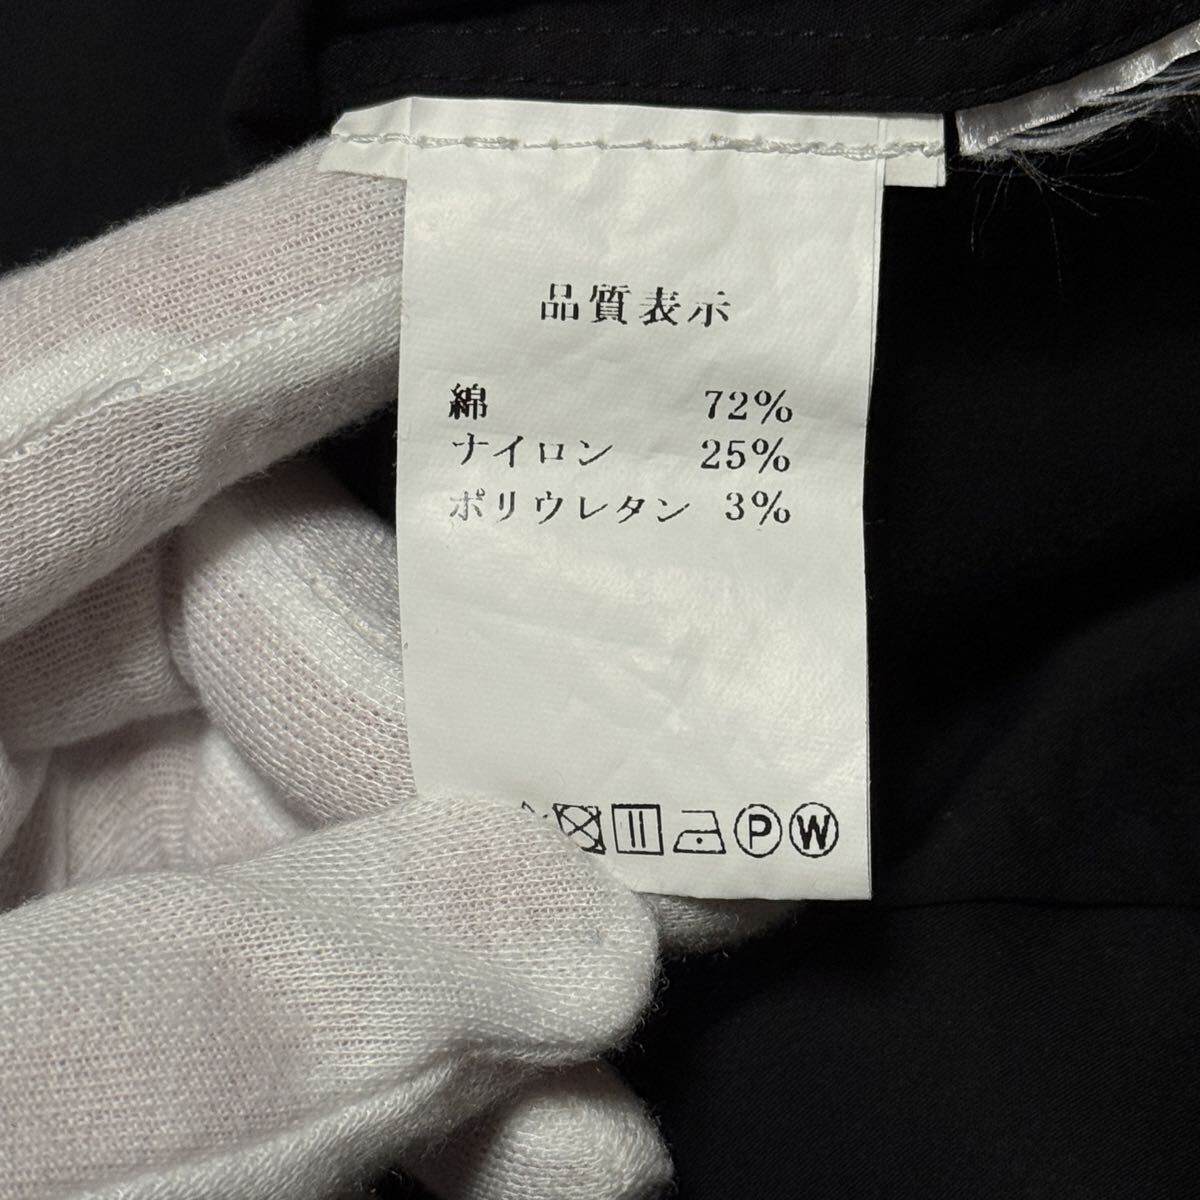 品質表示
綿 72%
ナイロン 25%
ポリウレタン 3%
P W